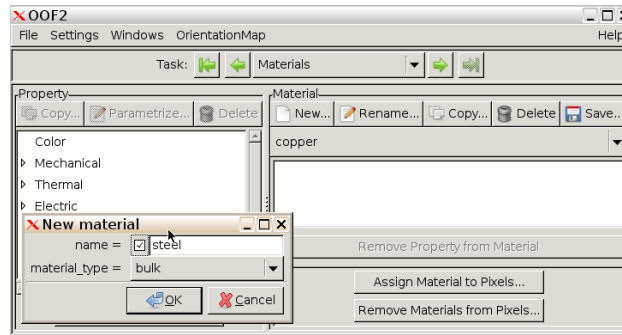 OOF2
File Settings Windows OrientationMap Help
Task: Materials
Property Material
Copy... Parametrize... Delete New... Rename... Copy... Delete Save...
Color copper
Mechanical
Thermal
Electric
New material
name = steel
Remove Property from Material
material_type = bulk
Assign Material to Pixels...
OK Cancel
Remove Materials from Pixels...